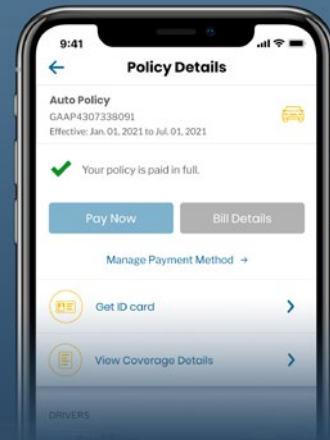 9:41
Policy Details
Auto Policy
GAAP4307338091
Effective: Jan. 01, 2021 to Jul. 01, 2021
Your policy is paid in full.
Pay Now
Bill Details
Manage Payment Method →
Get ID card
View Coverage Details
DRIVERS